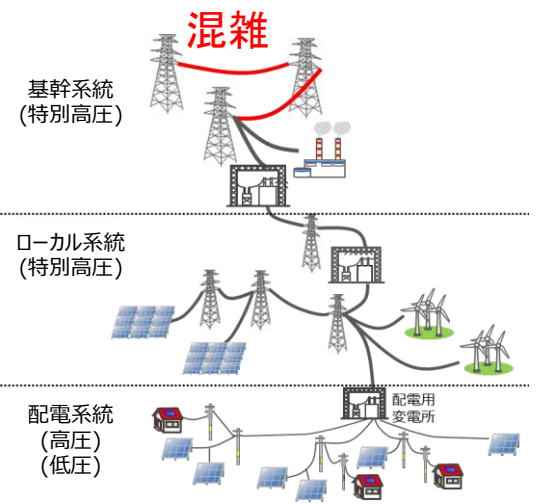 混雑
基幹系統
(特別高圧)
ローカル系統
(特別高圧)
配電用
変電所
配電系統
(高圧)
(低圧)